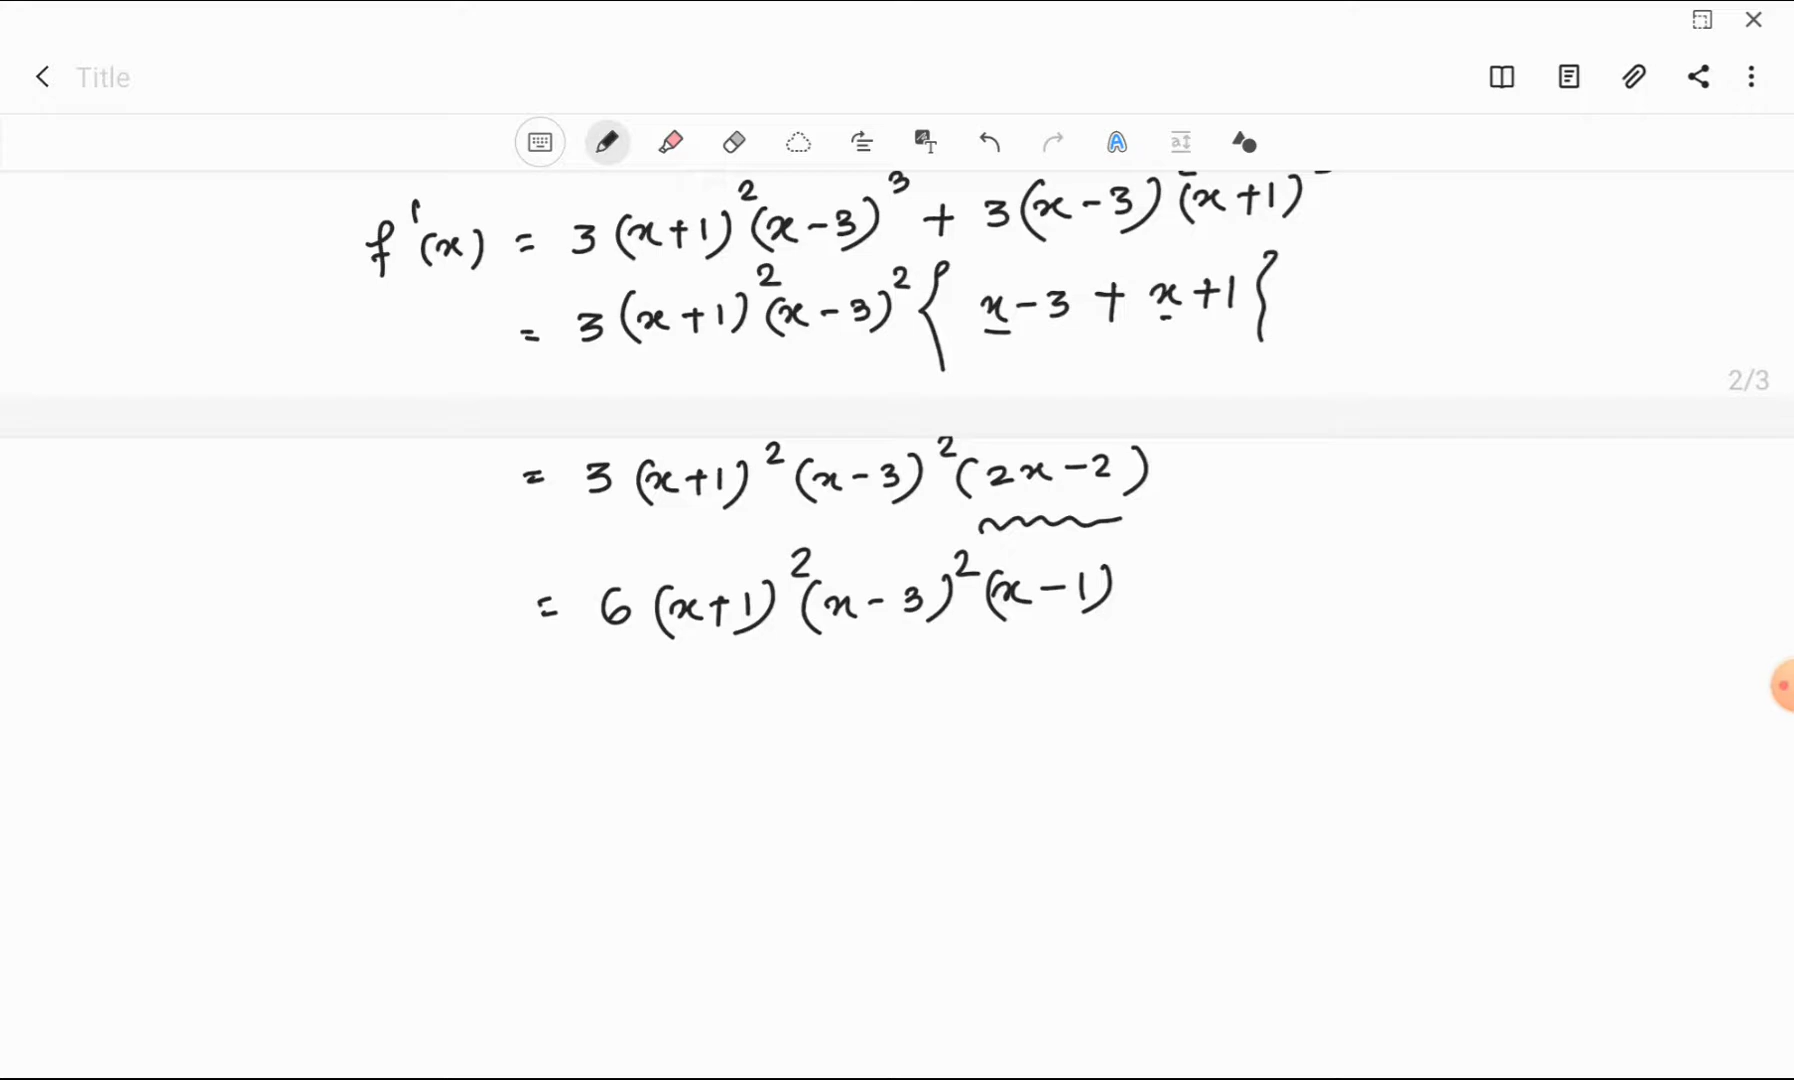 Title
f'(x) = 3(x+1)²(x-3)³ + 3(x-3) (x+1)
= 3(x+1)²(x-3)² { x-3 + x+1 }
2/3
= 3(x+1)²(x-3)²(2x-2)
= 6(x+1)²(x-3)²(x-1)